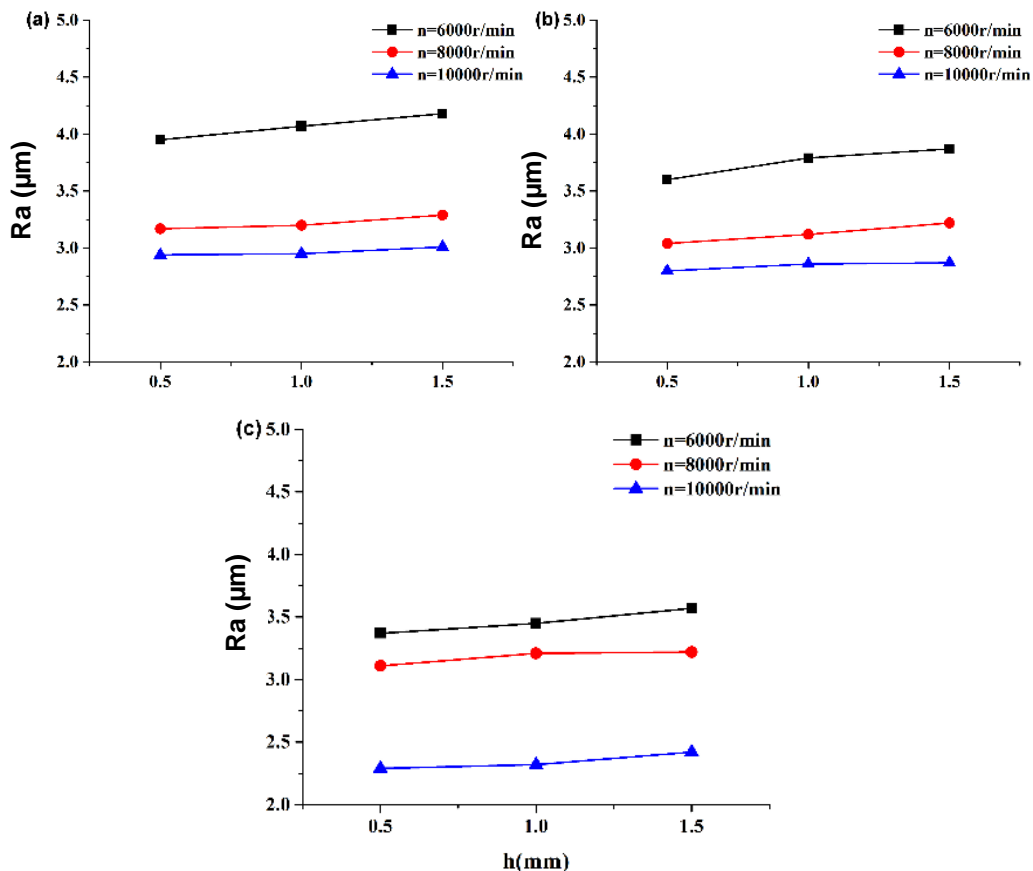 (a)
5.0
4.5
4.0
3.5
3.0
2.5
2.0
Ra (μm)
n=6000r/min
n=8000r/min
n=10000r/min
0.5 1.0 1.5
(b)
5.0
4.5
4.0
3.5
3.0
2.5
2.0
Ra (μm)
n=6000r/min
n=8000r/min
n=10000r/min
0.5 1.0 1.5
(c)
5.0
4.5
4.0
3.5
3.0
2.5
2.0
Ra (μm)
n=6000r/min
n=8000r/min
n=10000r/min
0.5 1.0 1.5
h(mm)